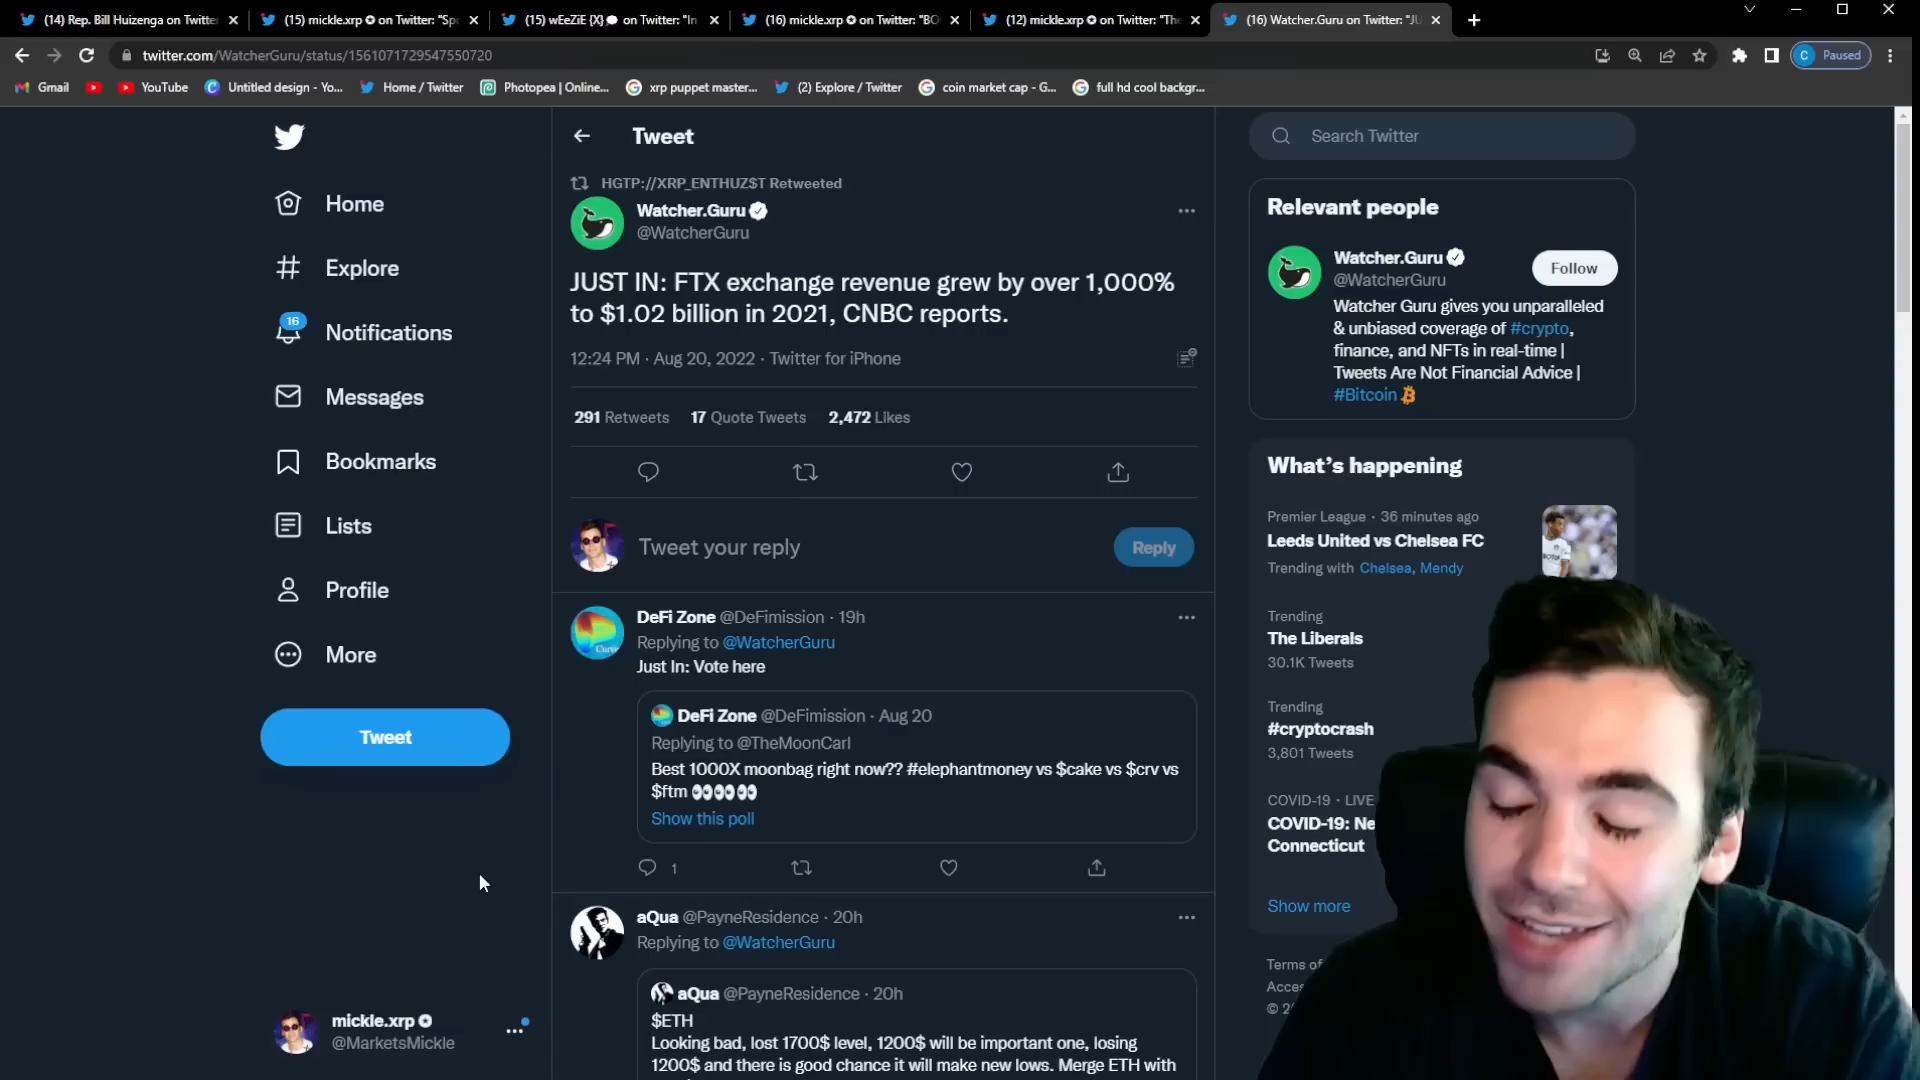 (14) Rep. Bill Huizenga on Twitte
(15) mickle.xrp on Twitter: "Sp
(15) wEeZiE {X} on Twitter: "In
(16) mickle.xrp on Twitter: "BO
(12) mickle.xrp on Twitter: "The
(16) Watcher.Guru on Twitter: "JU
twitter.com/WatcherGuru/status/1561071729547550720
C Paused
Gmail
YouTube
Untitled design - Yo...
Home / Twitter
Photopea | Online...
xrp puppet master...
(2) Explore / Twitter
coin market cap - G...
full hd cool backgr...
Home
Explore
16
Notifications
Messages
Bookmarks
Lists
Profile
More
Tweet
mickle.xrp
@MarketsMickle
Tweet
HGTP://XRP_ENTHUZ$T Retweeted
Watcher.Guru
@WatcherGuru
JUST IN: FTX exchange revenue grew by over 1,000%
to $1.02 billion in 2021, CNBC reports.
12:24 PM · Aug 20, 2022 · Twitter for iPhone
291 Retweets 17 Quote Tweets 2,472 Likes
Tweet your reply
Reply
DeFi Zone @DeFimission · 19h
Replying to @WatcherGuru
Just In: Vote here
DeFi Zone @DeFimission · Aug 20
Replying to @TheMoonCarl
Best 1000X moonbag right now?? #elephantmoney vs $cake vs $crv vs
$ftm 👀👀👀
Show this poll
1
aQua @PayneResidence · 20h
Replying to @WatcherGuru
aQua @PayneResidence · 20h
$ETH
Looking bad, lost 1700$ level, 1200$ will be important one, losing
1200$ and there is good chance it will make new lows. Merge ETH with
Search Twitter
Relevant people
Watcher.Guru
@WatcherGuru
Follow
Watcher Guru gives you unparalleled
& unbiased coverage of #crypto,
finance, and NFTs in real-time |
Tweets Are Not Financial Advice |
#Bitcoin
What's happening
Premier League · 36 minutes ago
Leeds United vs Chelsea FC
Trending with Chelsea, Mendy
Trending
The Liberals
30.1K Tweets
Trending
#cryptocrash
3,801 Tweets
COVID-19 · LIVE
COVID-19: Ne
Connecticut
Show more
Terms of
Acces
© 2